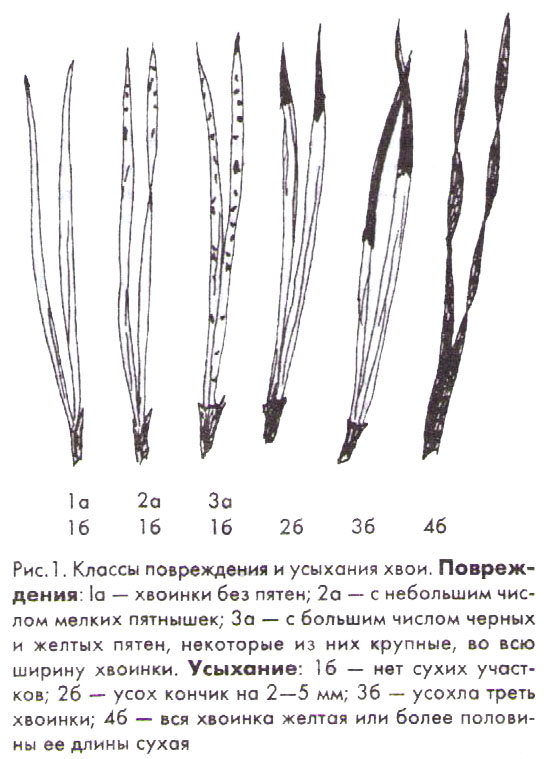 1а 2а 3а
1б 1б 1б 2б 3б 4б
Рис.1. Классы повреждения и усыхания хвои. Повреж-
дения: Iа — хвоинки без пятен; 2а — с небольшим чис-
лом мелких пятнышек; 3а — с большим числом черных
и желтых пятен, некоторые из них крупные, во всю
ширину хвоинки. Усыхание: 1б — нет сухих участ-
ков; 2б — усох кончик на 2—5 мм; 3б — усохла треть
хвоинки; 4б — вся хвоинка желтая или более полови-
ны ее длины сухая